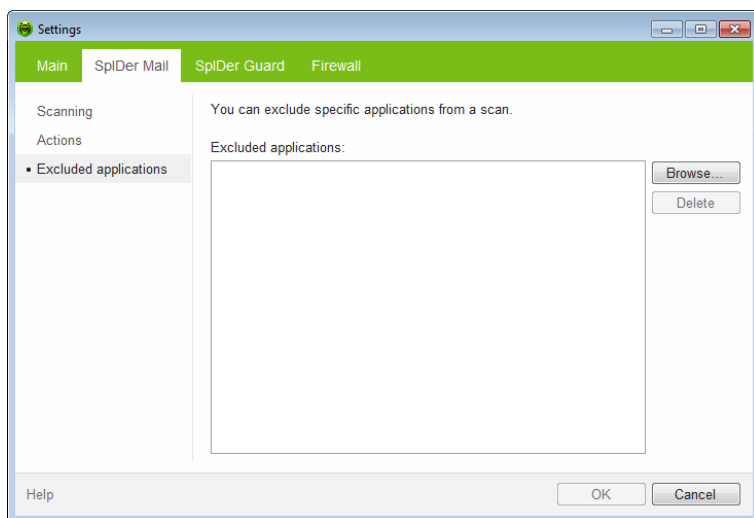 Settings
Main SpIDer Mail SpIDer Guard Firewall
Scanning
Actions
• Excluded applications
You can exclude specific applications from a scan.
Excluded applications:
Browse...
Delete
Help
OK Cancel